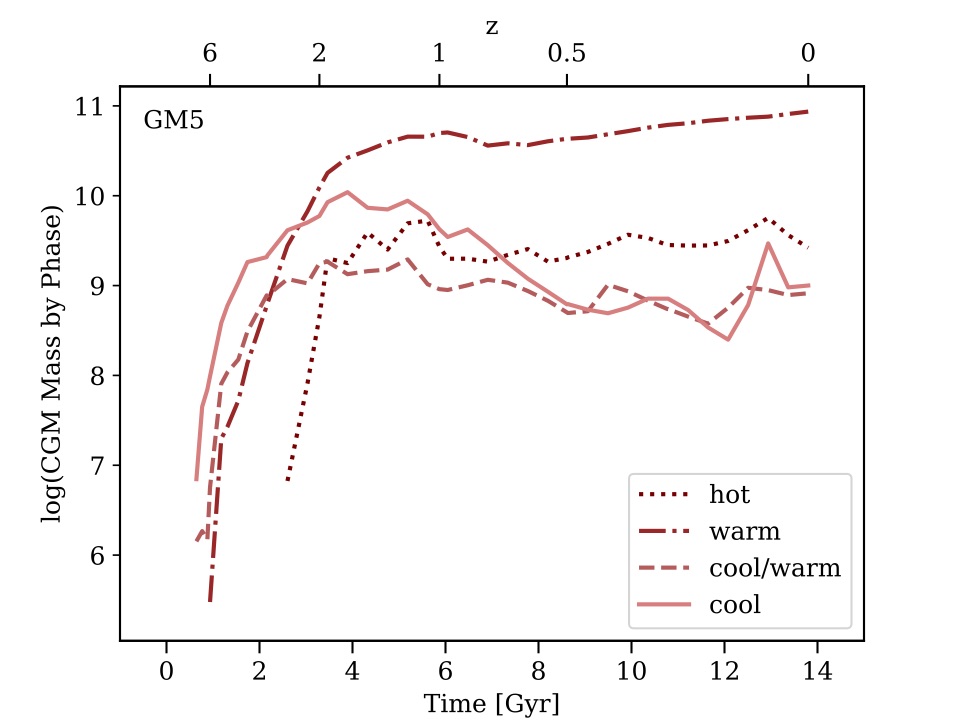 z
6 2 1 0.5 0
GM5
11
10
9
8
7
6
log(CGM Mass by Phase)
hot
warm
cool/warm
cool
0 2 4 6 8 10 12 14
Time [Gyr]